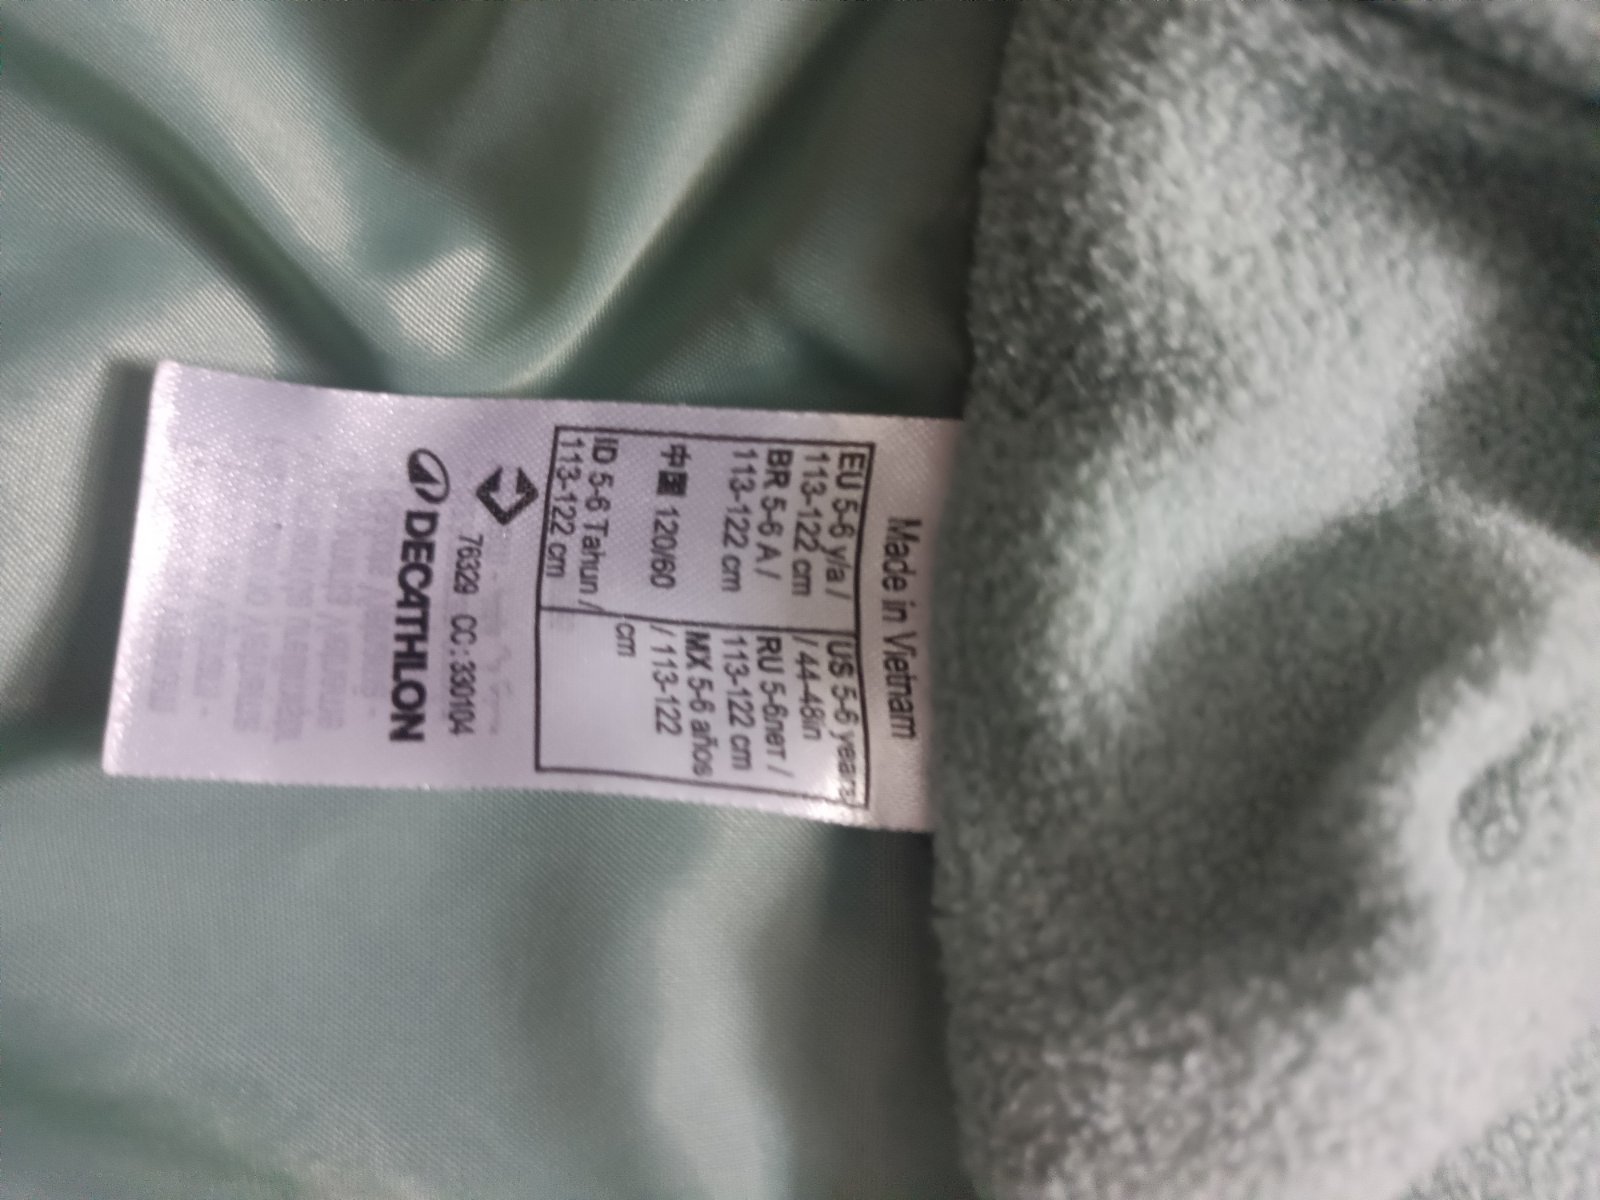 Made in Vietnam
EU 5-6 y/a /
113-122 cm
BR 5-6 A /
113-122 cm
中国 120/60
ID 5-6 Tahun /
113-122 cm
US 5-6 years
/ 44-48in
RU 5-6лет /
113-122 cm
MX 5-6 años
/ 113-122
cm
76329 CC: 330104
DECATHLON